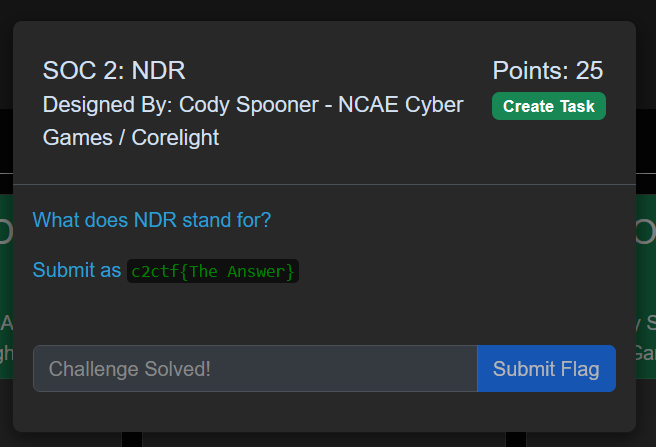 SOC 2: NDR
Points: 25
Designed By: Cody Spooner - NCAE Cyber
Games / Corelight
Create Task
What does NDR stand for?
Submit as c2ctf{The Answer}
Challenge Solved!
Submit Flag